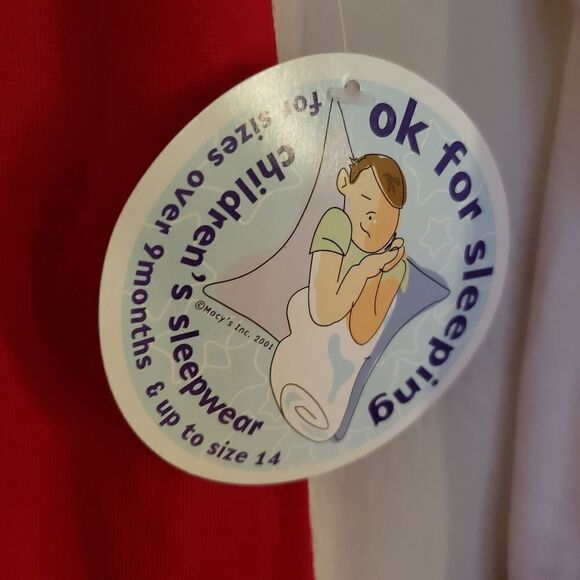 ok for sleeping
children's sleepwear
for sizes over 9months & up to size 14
©Macy's Inc. 2001